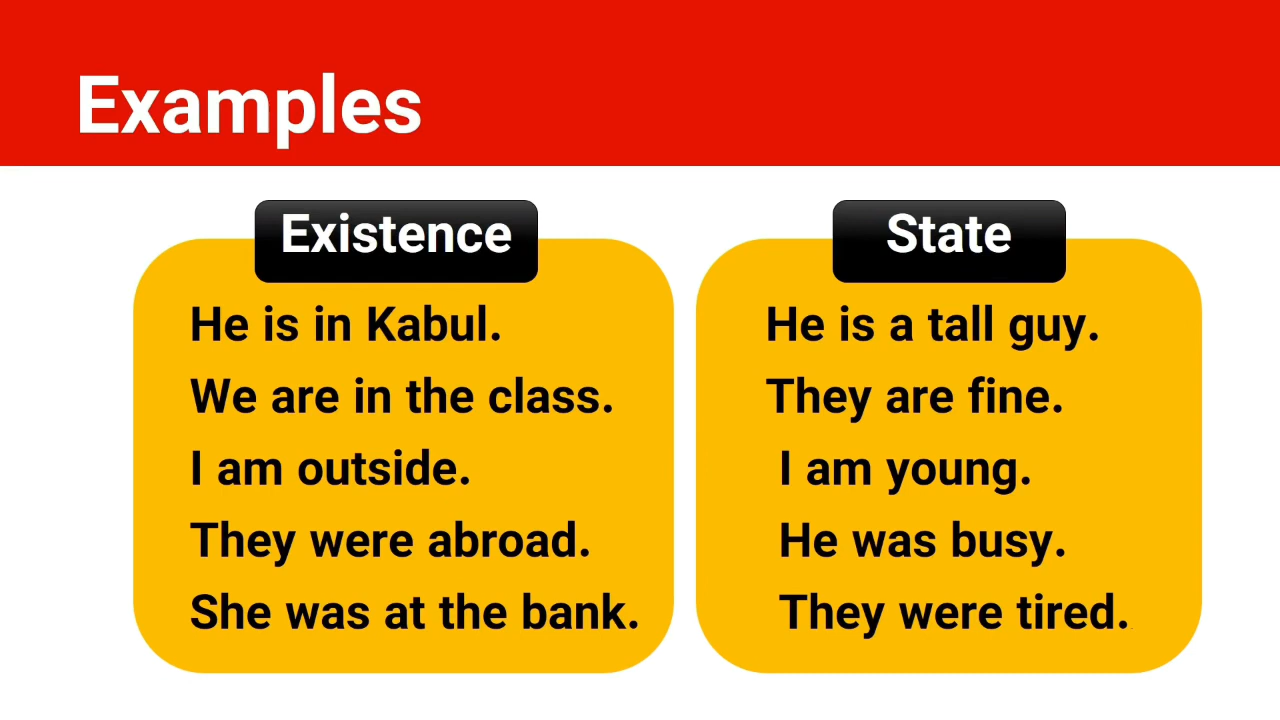 Examples
Existence
He is in Kabul.
We are in the class.
I am outside.
They were abroad.
She was at the bank.
State
He is a tall guy.
They are fine.
I am young.
He was busy.
They were tired.